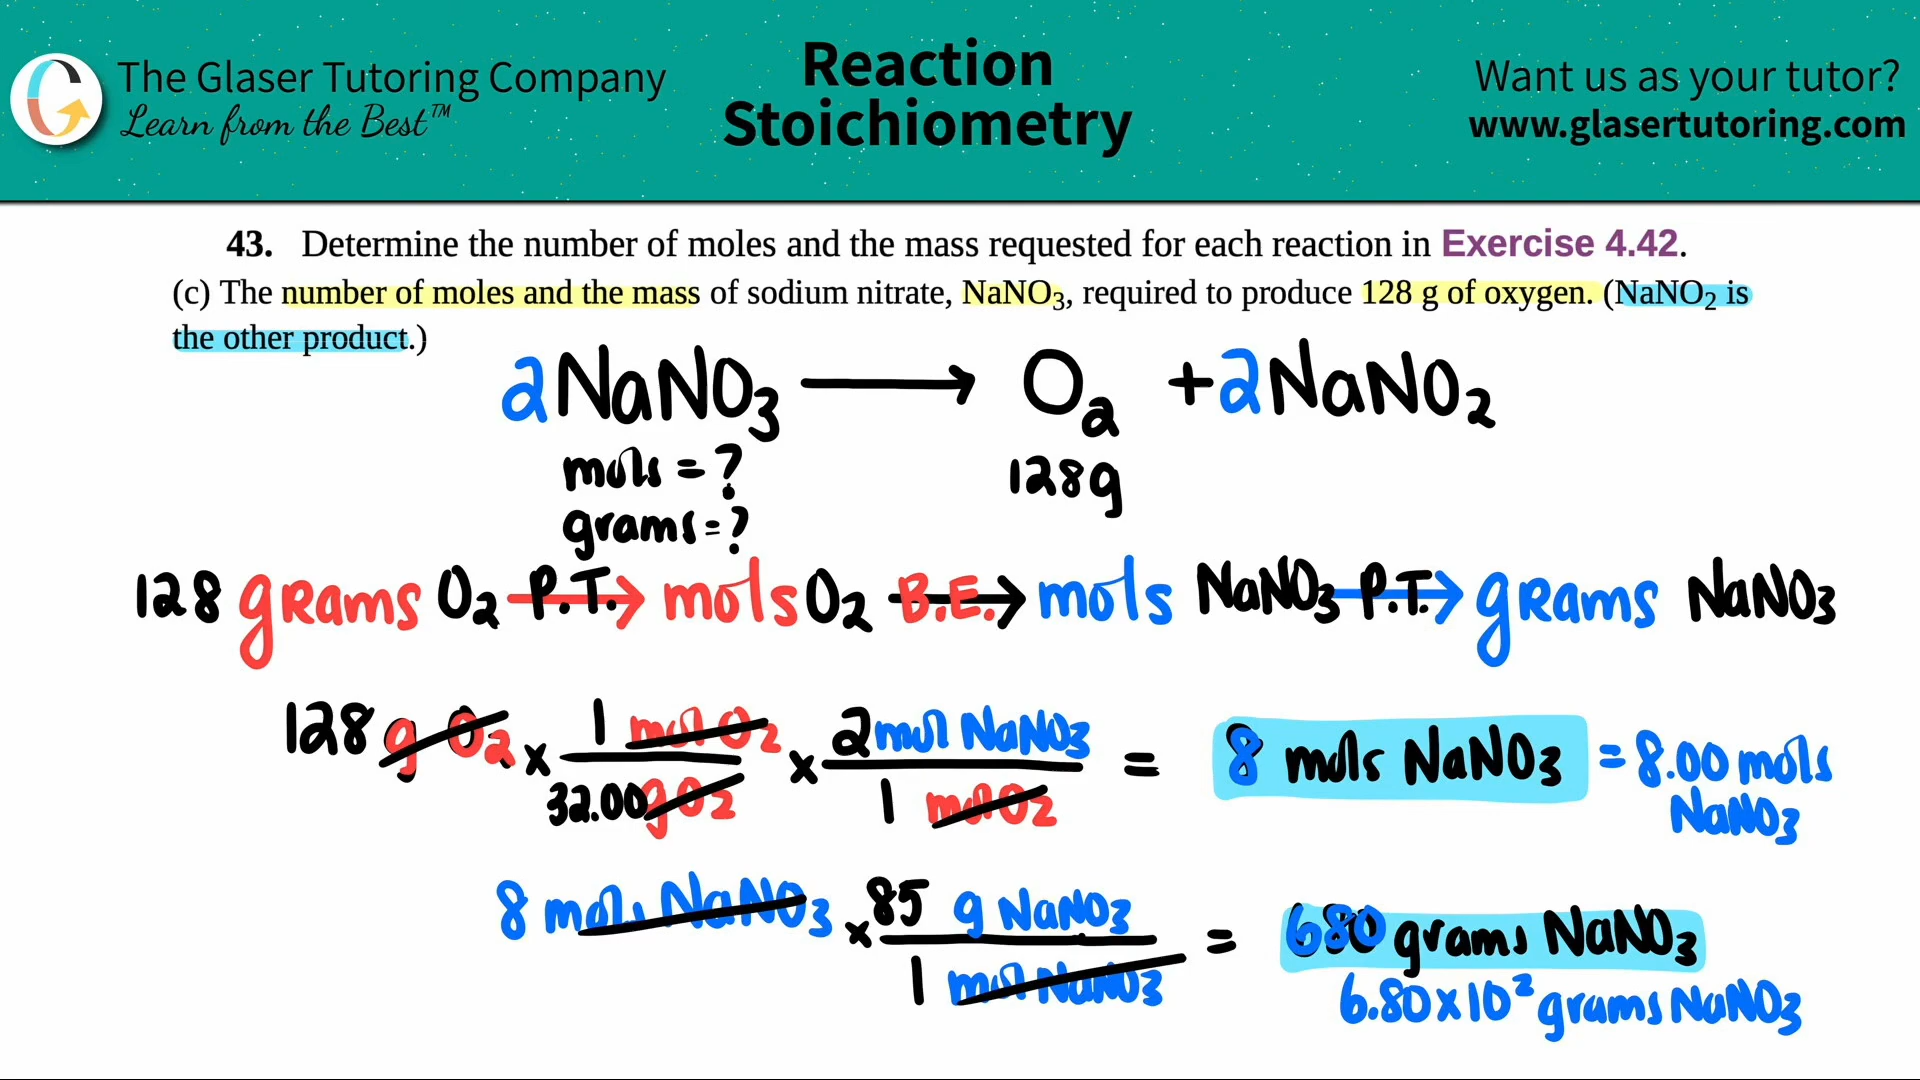 The Glaser Tutoring Company
Learn from the Best™
Reaction
Stoichiometry
Want us as your tutor?
www.glasertutoring.com
43. Determine the number of moles and the mass requested for each reaction in Exercise 4.42.
(c) The number of moles and the mass of sodium nitrate, NaNO₃, required to produce 128 g of oxygen. (NaNO₂ is
the other product.)
2NaNO₃ → O₂ + 2NaNO₂
mols = ?
128g
grams = ?
128 grams O₂ P.T. → mols O₂ B.E. → mols NaNO₃ P.T. → grams NaNO₃
128 g O₂ x 1 mol O₂ / 32.00 g O₂ x 2 mol NaNO₃ / 1 mol O₂ = 8 mols NaNO₃ = 8.00 mols
NaNO₃
8 mols NaNO₃ x 85 g NaNO₃ / 1 mol NaNO₃ = 680 grams NaNO₃
6.80x10² grams NaNO₃